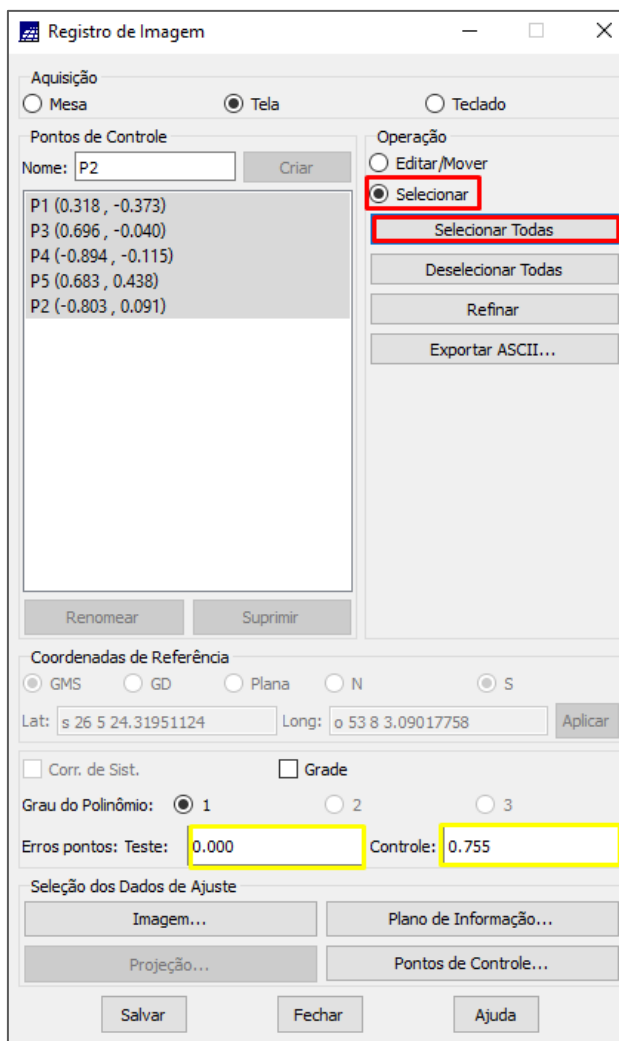 Registro de Imagem
Aquisição
Mesa Tela Teclado
Pontos de Controle
Nome: P2 Criar
P1 (0.318 , -0.373)
P3 (0.696 , -0.040)
P4 (-0.894 , -0.115)
P5 (0.683 , 0.438)
P2 (-0.803 , 0.091)
Renomear Suprimir
Operação
Editar/Mover
Selecionar
Selecionar Todas
Deselecionar Todas
Refinar
Exportar ASCII...
Coordenadas de Referência
GMS GD Plana N S
Lat: s 26 5 24.31951124 Long: o 53 8 3.09017758 Aplicar
Corr. de Sist. Grade
Grau do Polinômio: 1 2 3
Erros pontos: Teste: 0.000 Controle: 0.755
Seleção dos Dados de Ajuste
Imagem... Plano de Informação...
Projeção... Pontos de Controle...
Salvar Fechar Ajuda